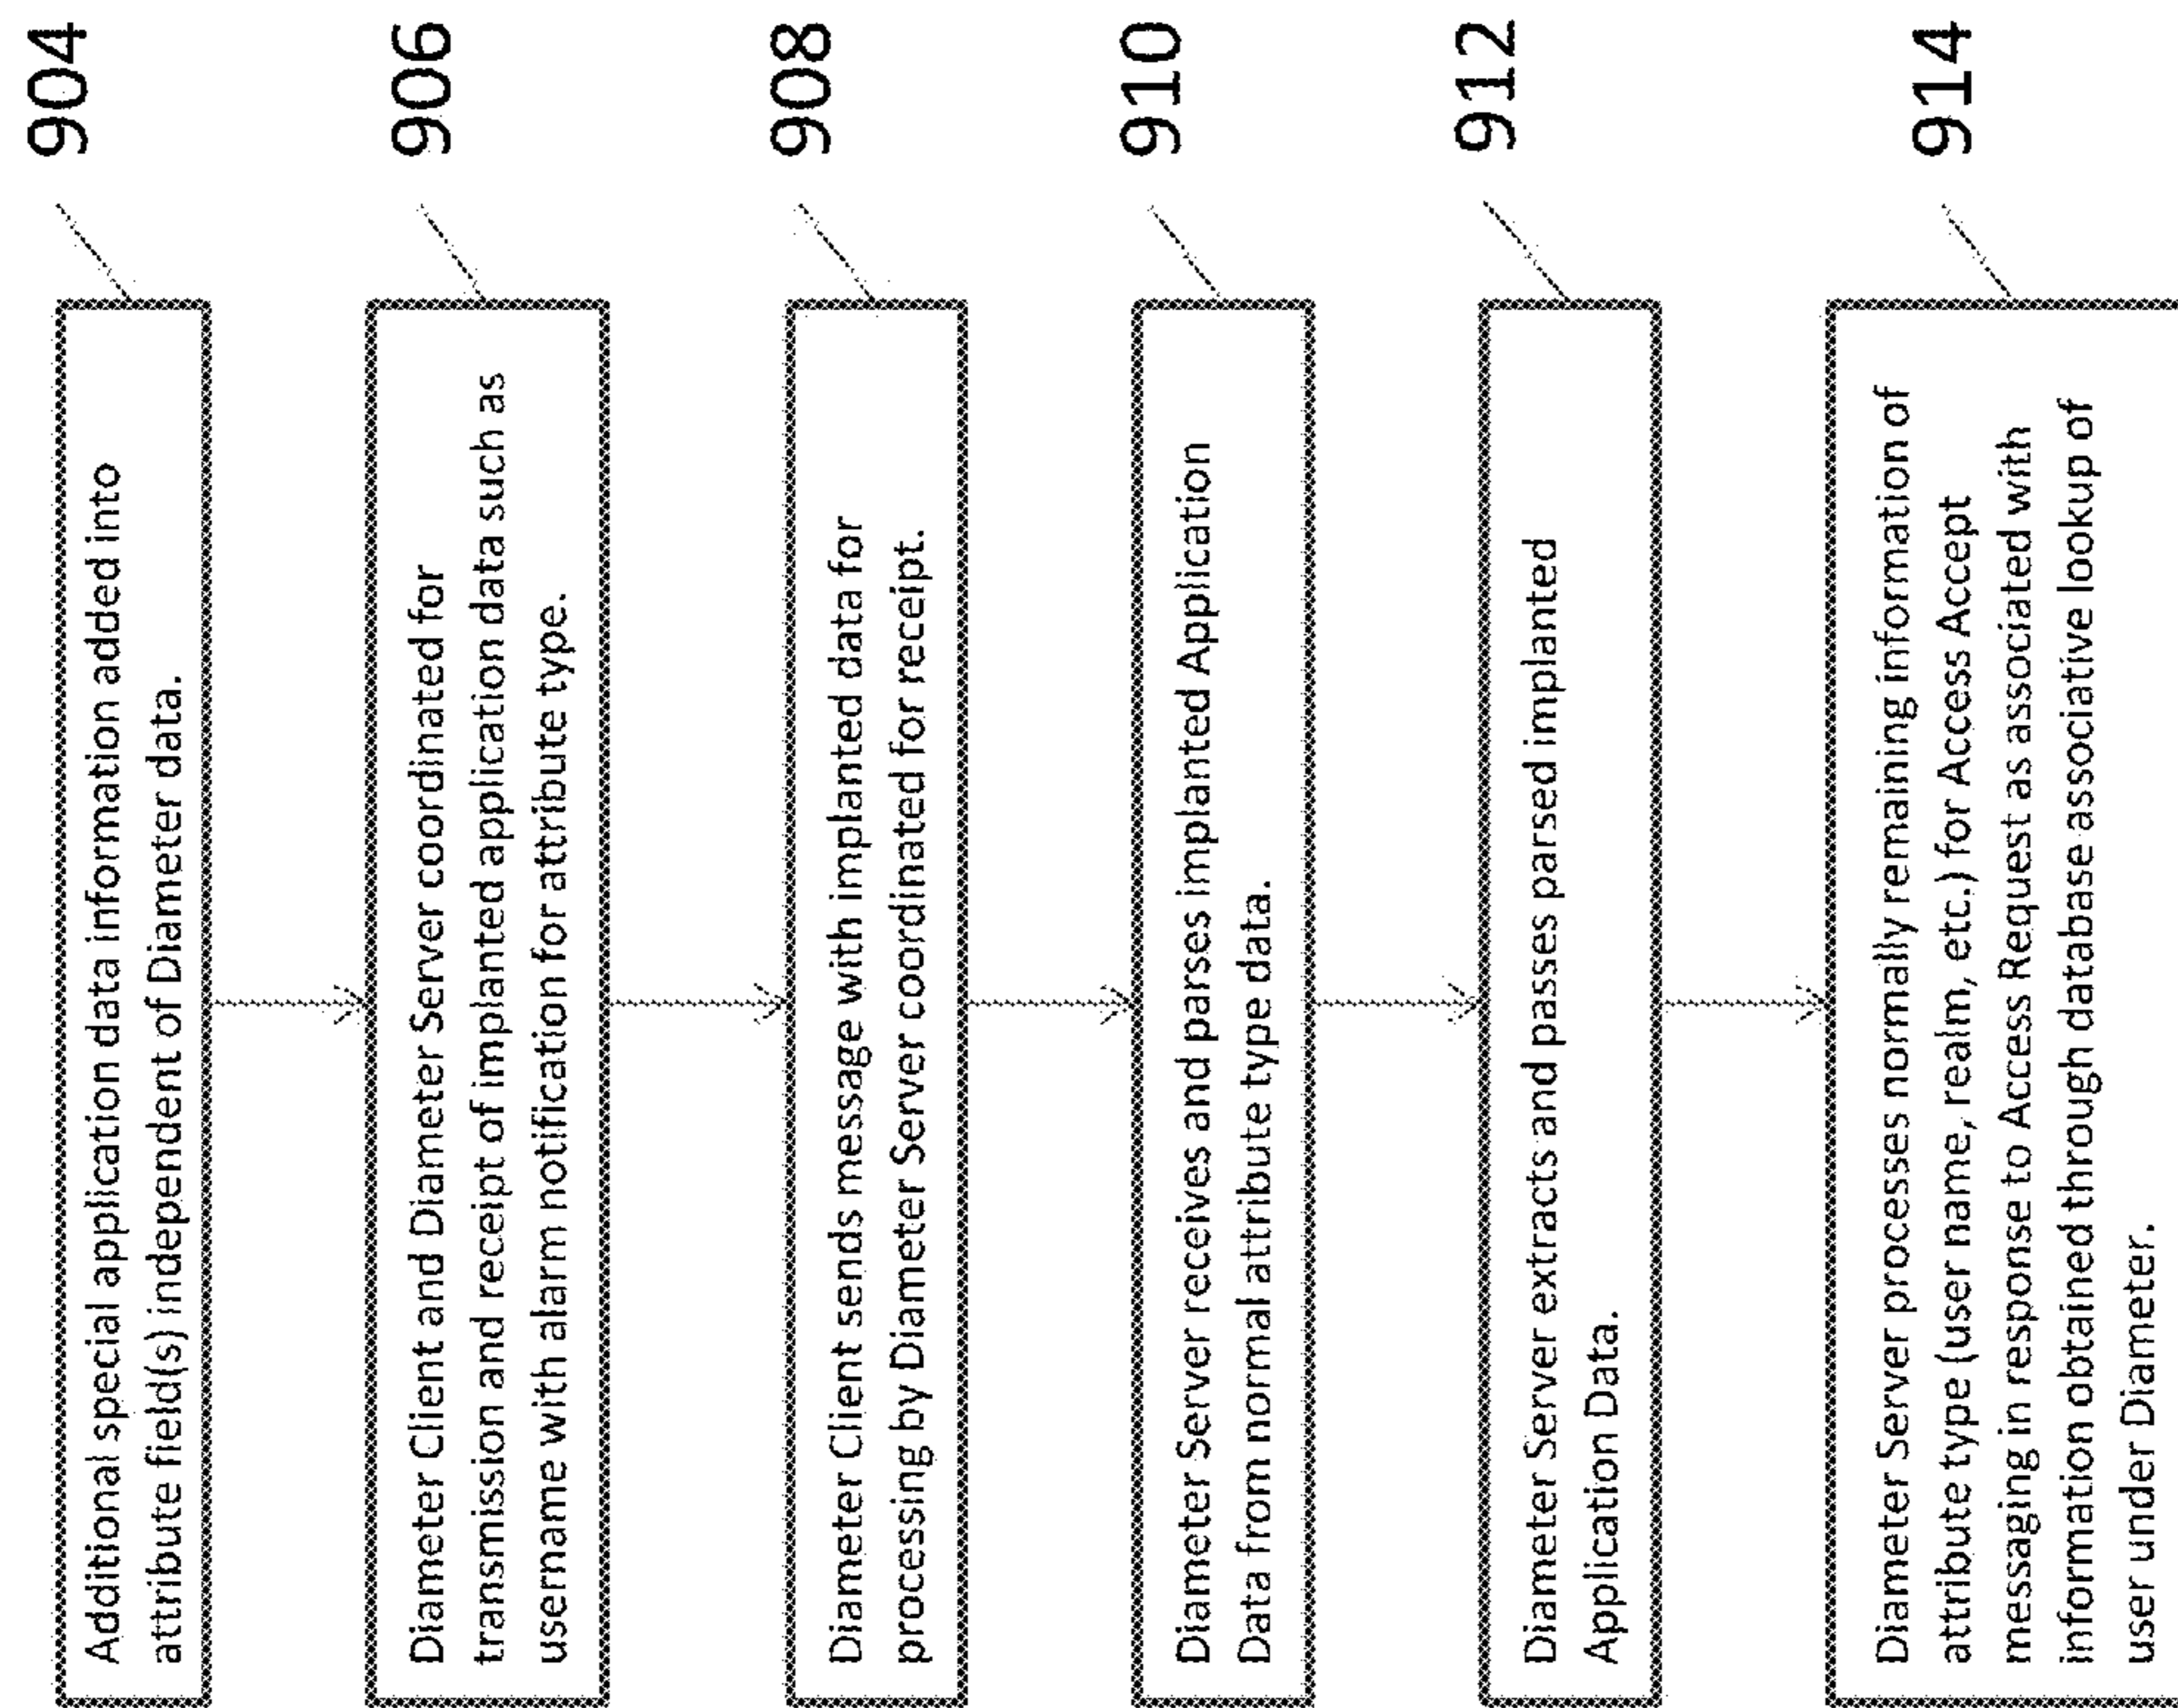 904
Additional special application data information added into
attribute field(s) independent of Diameter data.
906
Diameter Client and Diameter Server coordinated for
transmission and receipt of implanted application data such as
username with alarm notification for attribute type.
908
Diameter Client sends message with implanted data for
processing by Diameter Server coordinated for receipt.
910
Diameter Server receives and parses implanted Application
Data from normal attribute type data.
912
Diameter Server extracts and passes parsed implanted
Application Data.
914
Diameter Server processes normally remaining information of
attribute type (user name, realm, etc.) for Access Accept
messaging in response to Access Request as associated with
information obtained through database associative lookup of
user under Diameter.